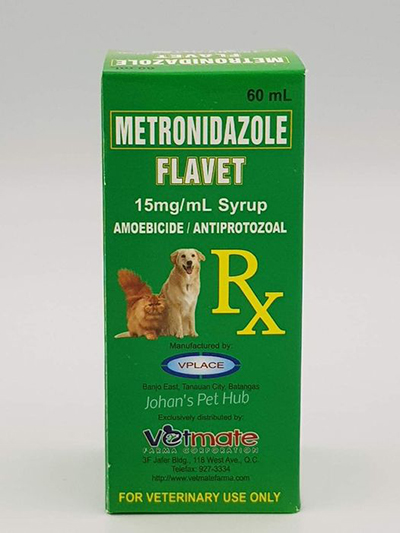 METRONIDAZOLE
60 mL
METRONIDAZOLE
FLAVET
15mg/mL Syrup
AMOEBICIDE / ANTIPROTOZOAL
Rx
Manufactured by:
VPLACE
Banjo East, Tanauan City, Batangas
Johan's Pet Hub
Exclusively distributed by:
Vetmate
FARMA CORPORATION
3F Jafer Bldg., 118 West Ave., Q.C.
Telefax: 927-3334
http://www.vetmatefarma.com
FOR VETERINARY USE ONLY